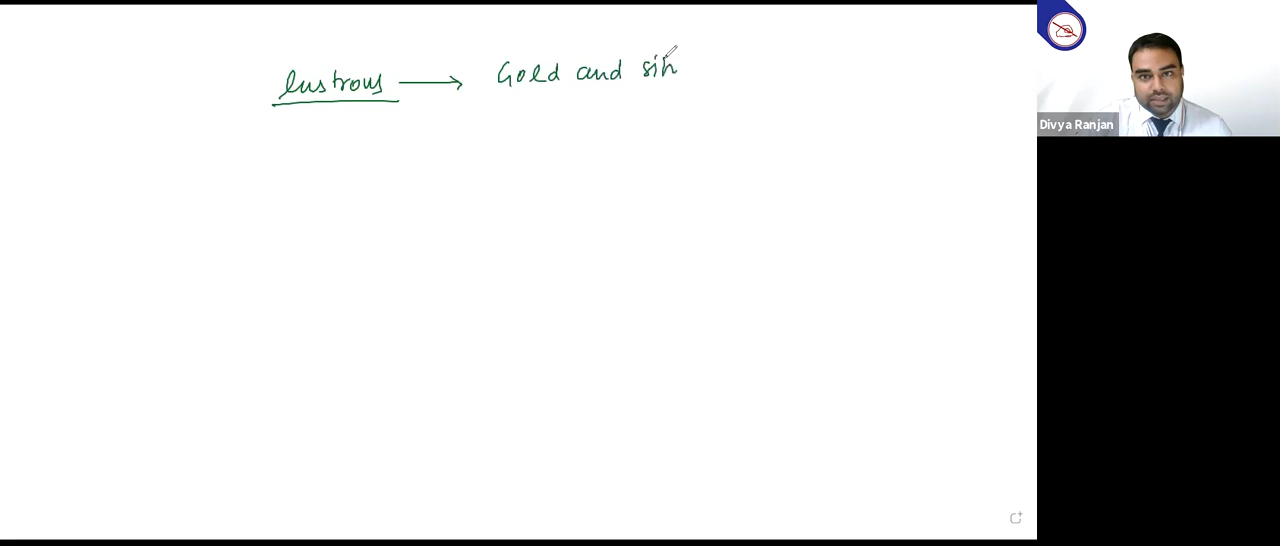 lustrous → Gold and sil
Divya Ranjan